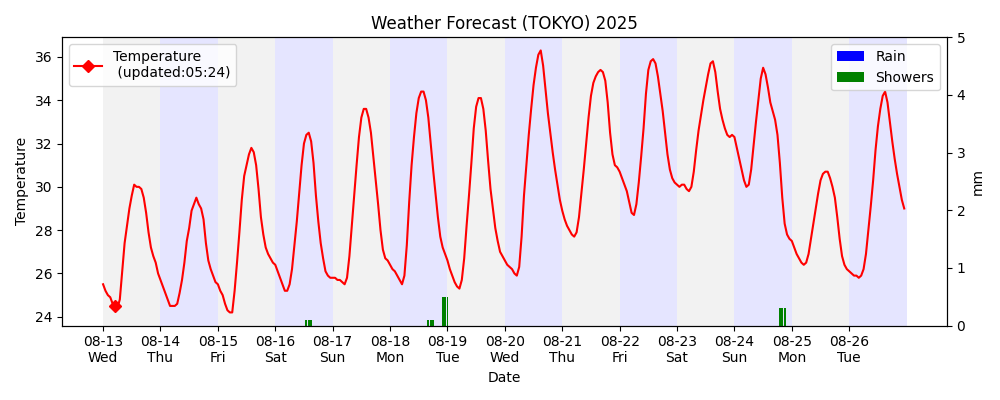 Weather Forecast (TOKYO) 2025
Temperature
(updated:05:24)
Rain
Showers
Temperature
36
34
32
30
28
26
24
5
4
3
2
1
0
mm
08-13 08-14 08-15 08-16 08-17 08-18 08-19 08-20 08-21 08-22 08-23 08-24 08-25 08-26
Wed Thu Fri Sat Sun Mon Tue Wed Thu Fri Sat Sun Mon Tue
Date